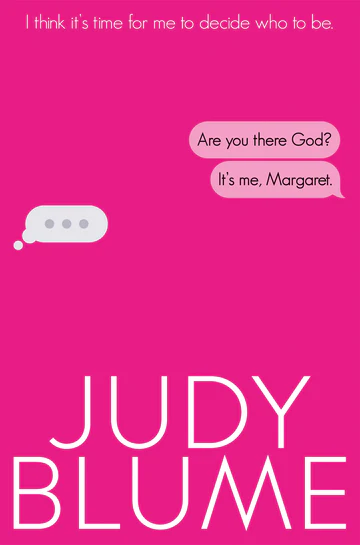 I think it's time for me to decide who to be.
Are you there God?
It's me, Margaret.
JUDY
BLUME